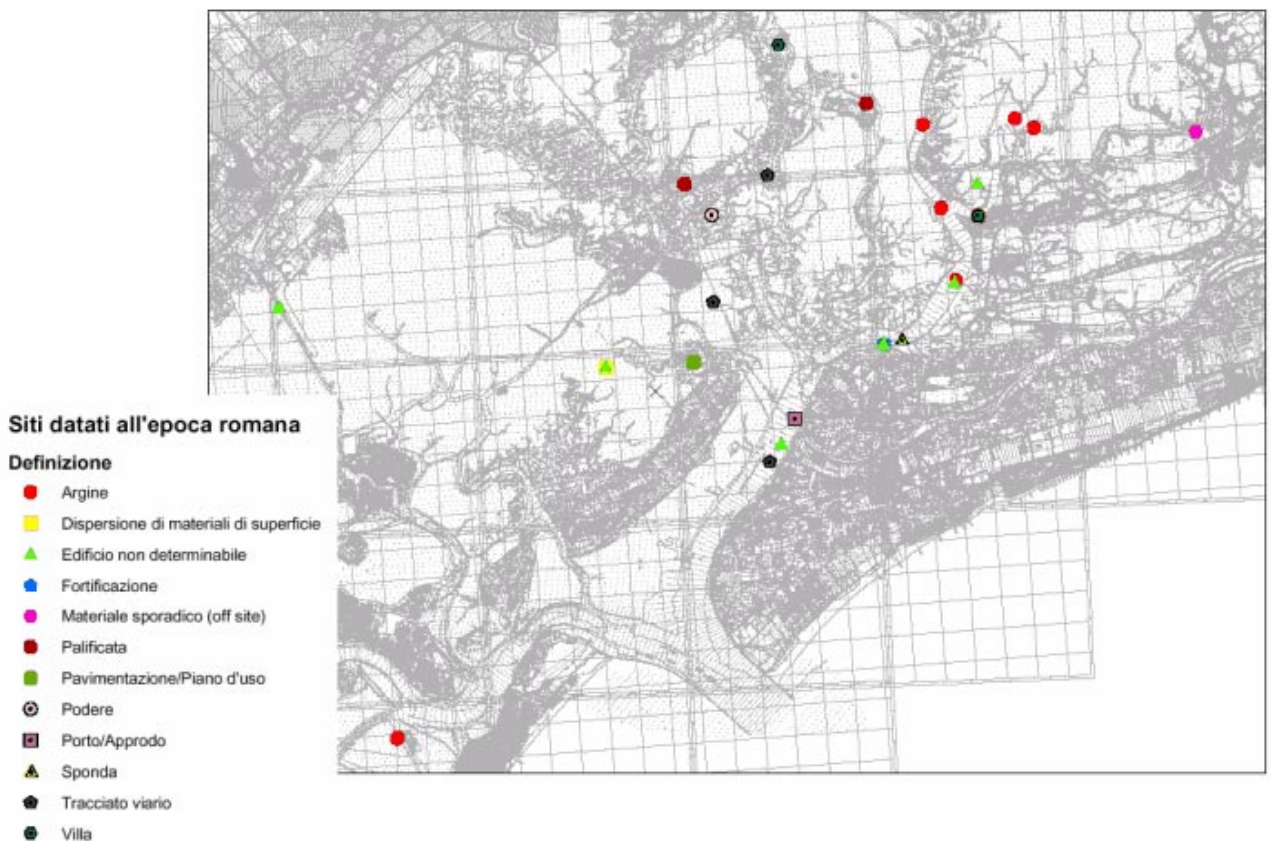 Siti datati all'epoca romana
Definizione
Argine
Dispersione di materiali di superficie
Edificio non determinabile
Fortificazione
Materiale sporadico (off site)
Palificata
Pavimentazione/Piano d'uso
Podere
Porto/Approdo
Sponda
Tracciato viario
Villa